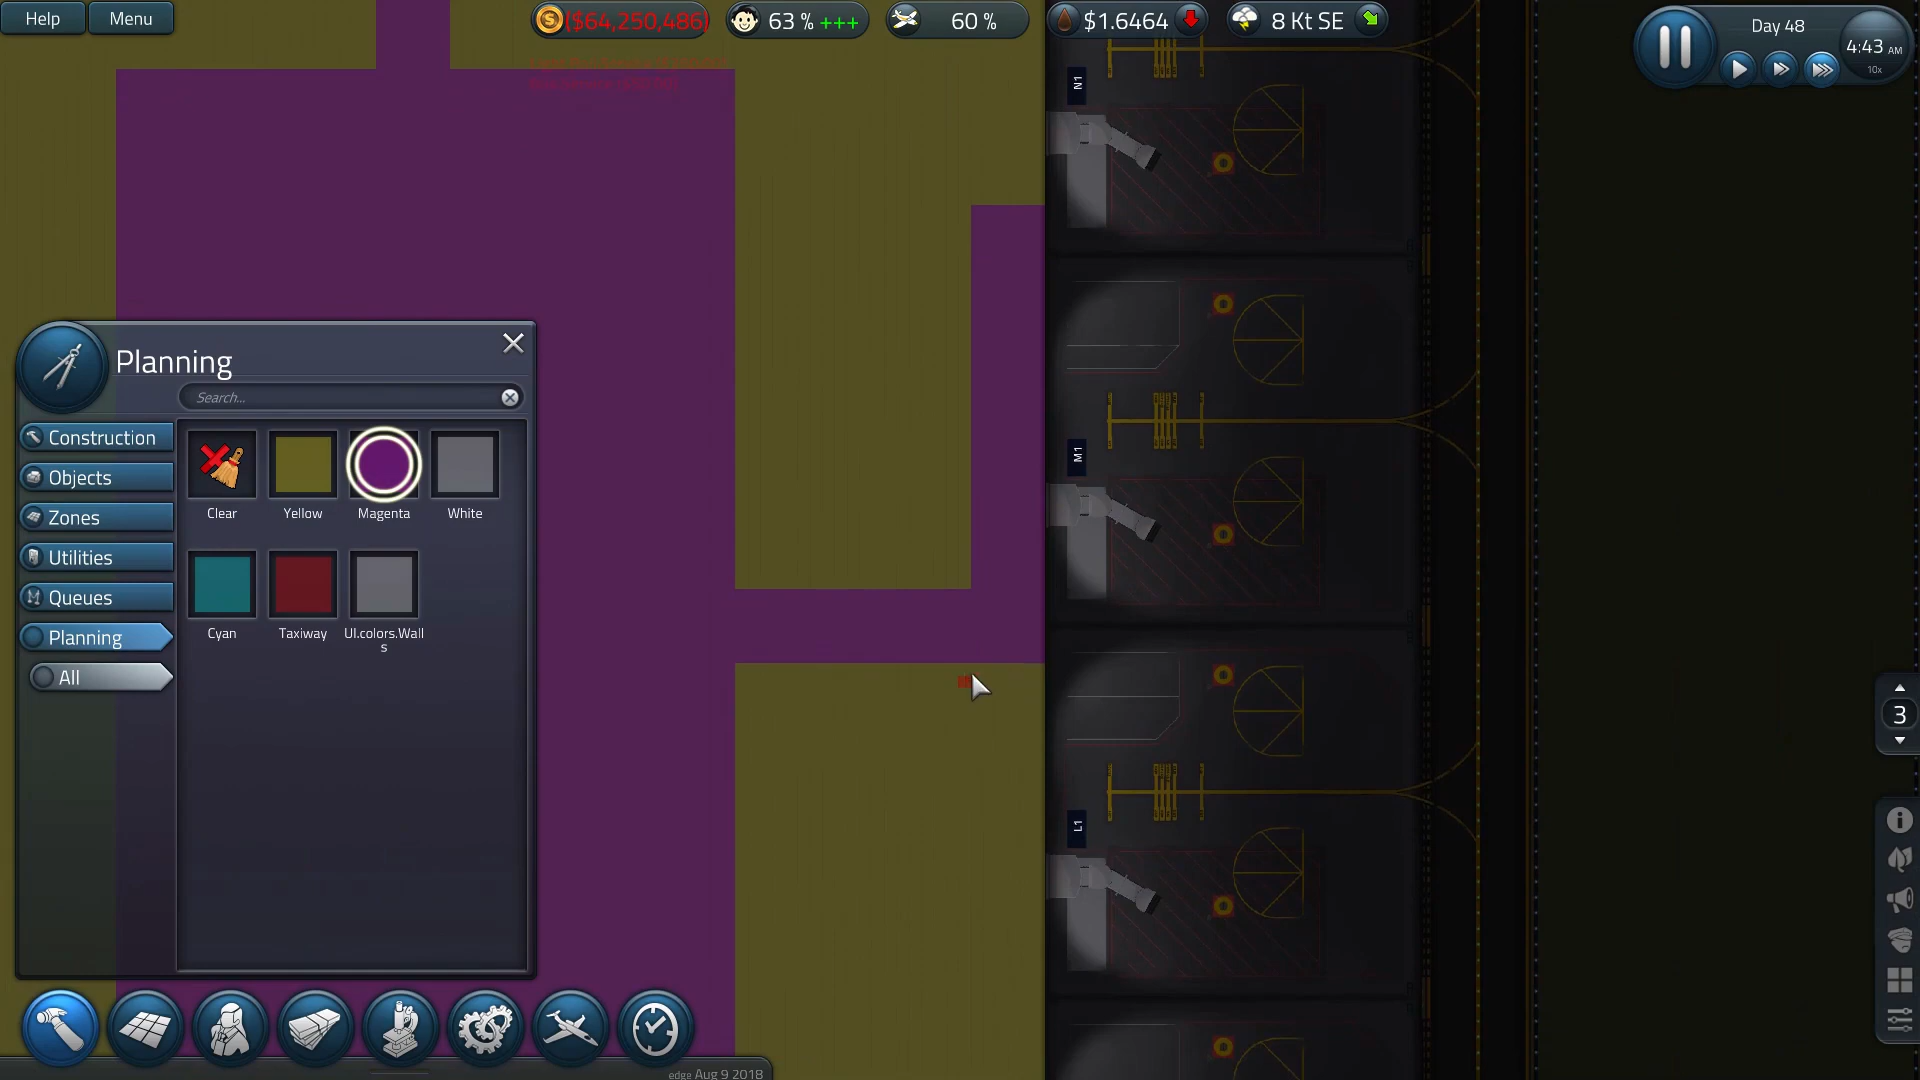 Help
Menu
($64,250,486)
63 % +++
60 %
$1.6464
8 Kt SE
Day 48
4:43 AM
10x
N1
Planning
Search...
Construction
Objects
Zones
Utilities
Queues
Planning
All
Clear
Yellow
Magenta
White
Cyan
Taxiway
UI.colors.Wall
s
M1
L1
3
edge Aug 9 2018